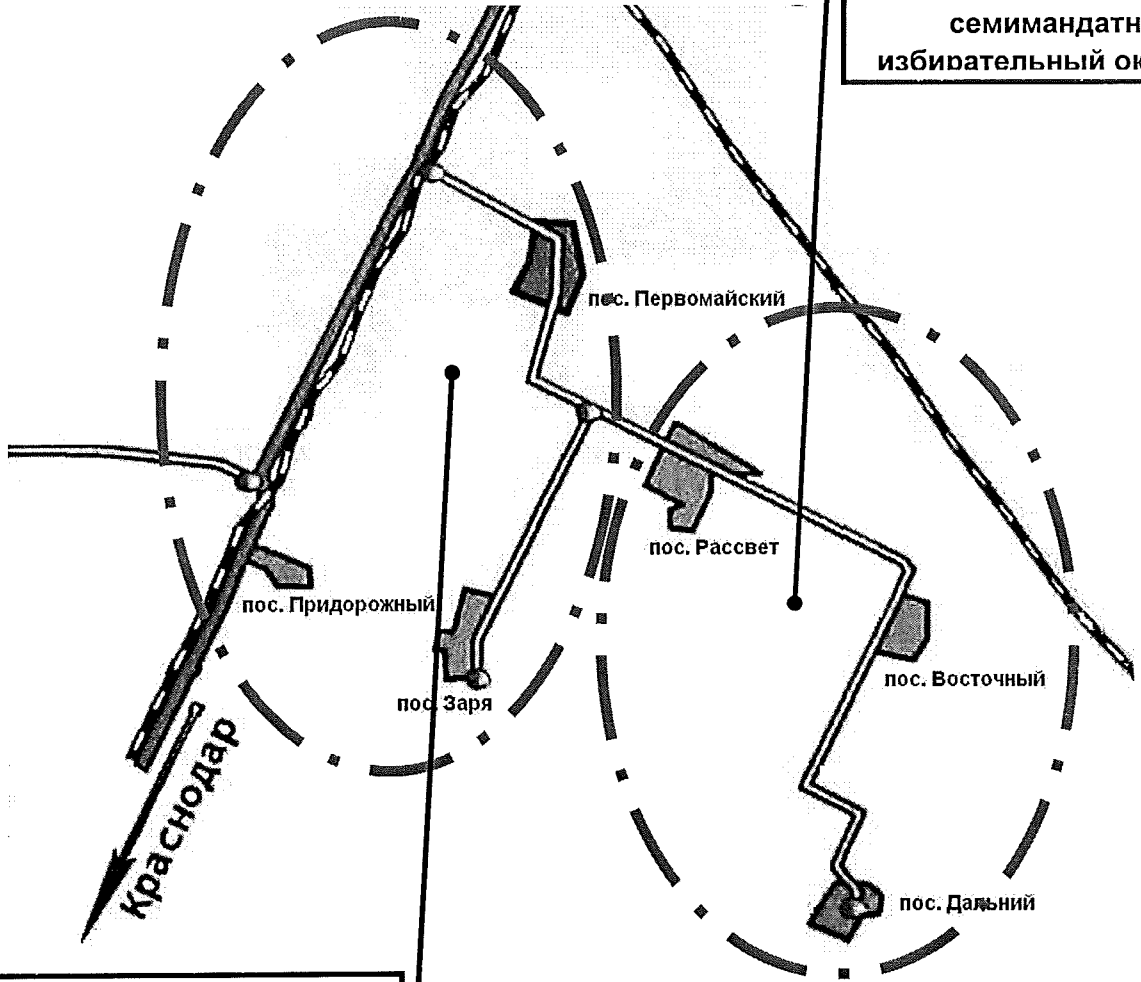 семимандатн
избирательный ок
пос. Первомайский
пос. Рассвет
пос. Придорожный
пос. Восточный
пос. Заря
Краснодар
пос. Дальний